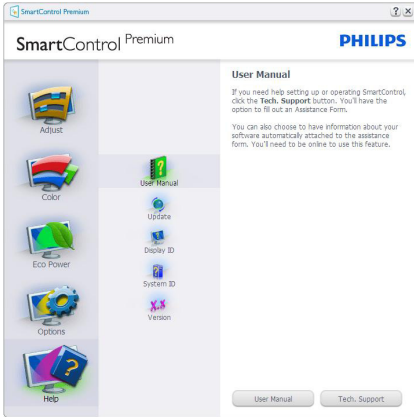 SmartControl Premium
SmartControl Premium
PHILIPS
Adjust
Color
Eco Power
Options
Help
User Manual
Update
Display ID
System ID
Version
User Manual
If you need help setting up or operating SmartControl,
click the Tech. Support button. You'll have the
option to fill out an Assistance Form.
You can also choose to have information about your
software automatically attached to the assistance
form. You'll need to be online to use this feature.
User Manual
Tech. Support